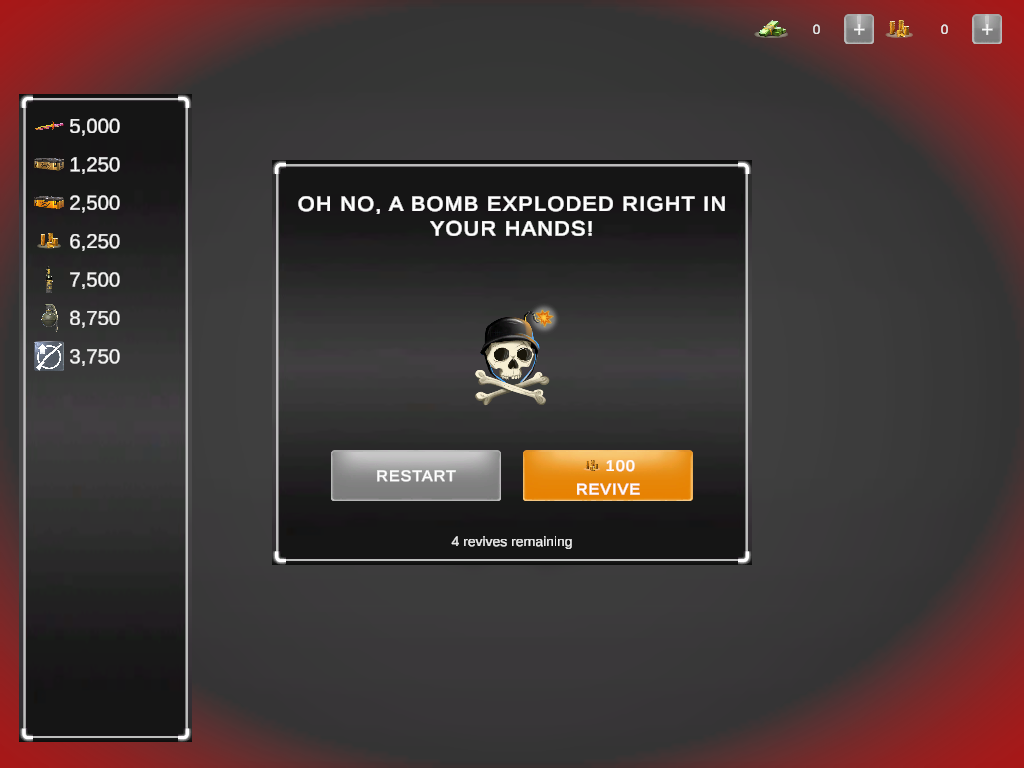 0
+
0
+
5,000
1,250
2,500
6,250
7,500
8,750
3,750
OH NO, A BOMB EXPLODED RIGHT IN
YOUR HANDS!
RESTART
100
REVIVE
4 revives remaining